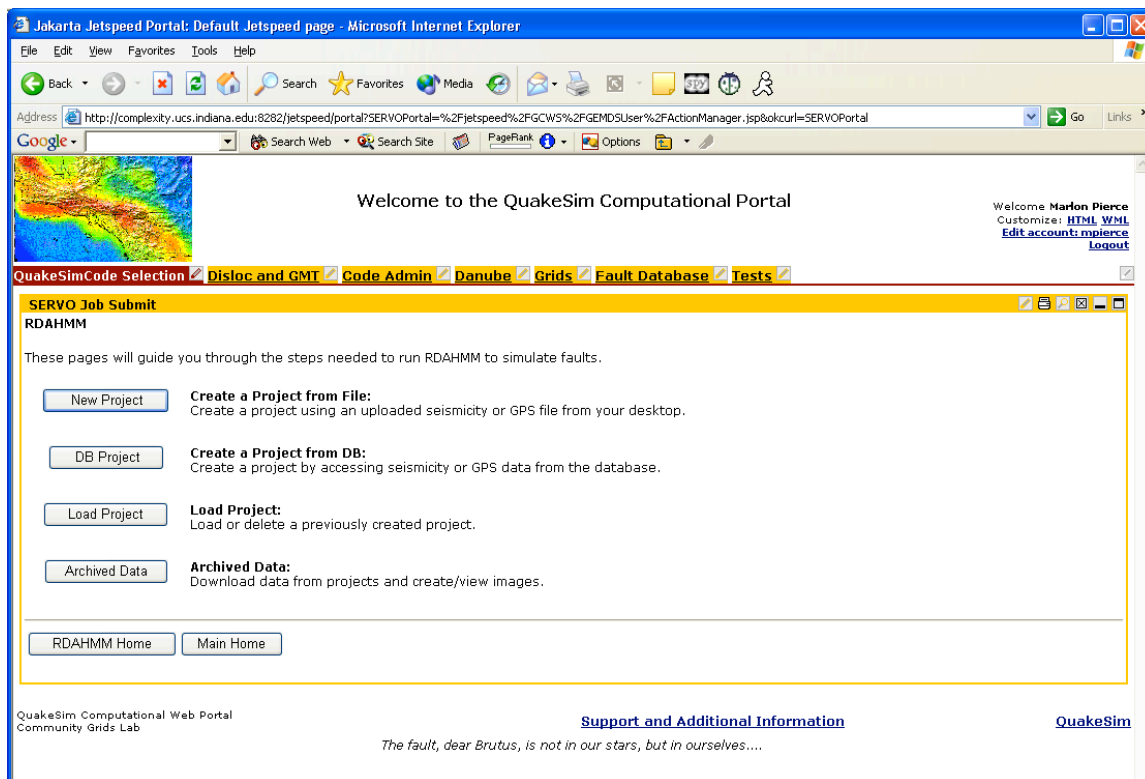 Jakarta Jetspeed Portal: Default Jetspeed page - Microsoft Internet Explorer
File Edit View Favorites Tools Help
Back Search Favorites Media SPY
Address http://complexity.ucs.indiana.edu:8282/jetspeed/portal?SERVOPortal=%2Fjetspeed%2FGCWS%2FGEMDSUser%2FActionManager.jsp&okcurl=SERVOPortal Go Links
Google Search Web Search Site PageRank Options
Welcome to the QuakeSim Computational Portal
Welcome Marlon Pierce
Customize: HTML WML
Edit account: mpierce
Logout
QuakeSimCode Selection Disloc and GMT Code Admin Danube Grids Fault Database Tests
SERVO Job Submit
RDAHMM
These pages will guide you through the steps needed to run RDAHMM to simulate faults.
New Project Create a Project from File:
Create a project using an uploaded seismicity or GPS file from your desktop.
DB Project Create a Project from DB:
Create a project by accessing seismicity or GPS data from the database.
Load Project Load Project:
Load or delete a previously created project.
Archived Data Archived Data:
Download data from projects and create/view images.
RDAHMM Home Main Home
QuakeSim Computational Web Portal
Community Grids Lab
Support and Additional Information QuakeSim
The fault, dear Brutus, is not in our stars, but in ourselves....